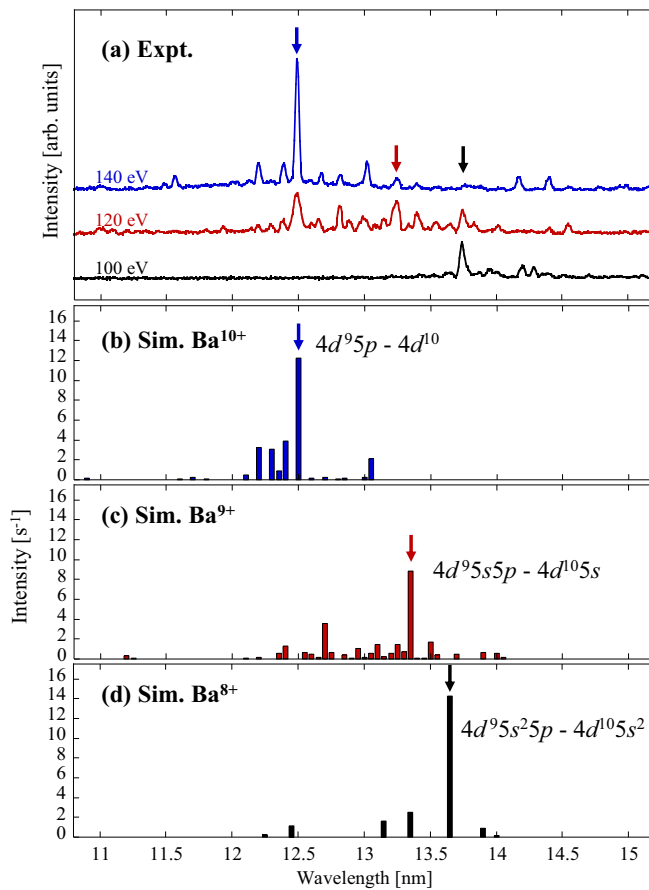 (a) Expt.
Intensity [arb. units]
140 eV
120 eV
100 eV
16
14
12
10
8
6
4
2
0
(b) Sim. Ba¹⁰⁺
4d⁹5p - 4d¹⁰
Intensity [s⁻¹]
16
14
12
10
8
6
4
2
0
(c) Sim. Ba⁹⁺
4d⁹5s5p - 4d¹⁰5s
16
14
12
10
8
6
4
2
0
(d) Sim. Ba⁸⁺
4d⁹5s²5p - 4d¹⁰5s²
11 11.5 12 12.5 13 13.5 14 14.5 15
Wavelength [nm]